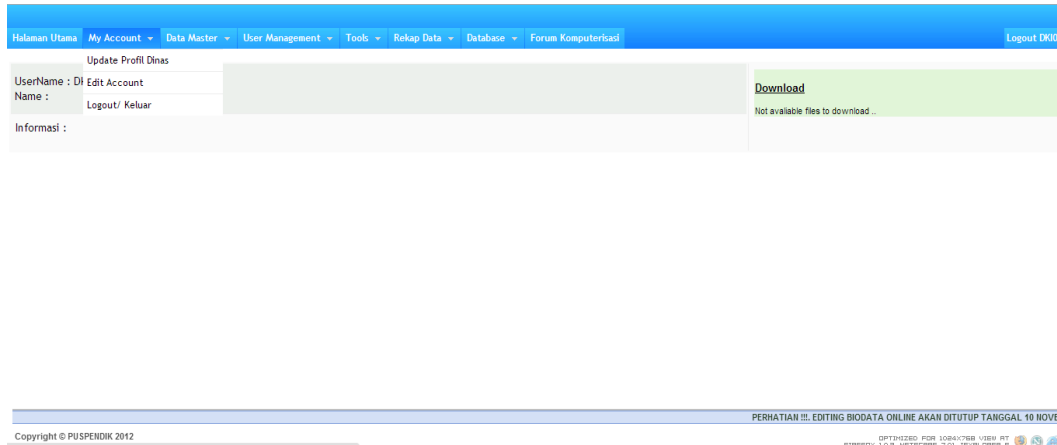 Halaman Utama My Account Data Master User Management Tools Rekap Data Database Forum Komputerisasi Logout
Update Profil Dinas
UserName :
Edit Account
Name :
Logout/ Keluar
Informasi :
Download
Not avaliable files to download ..
PERHATIAN !!!. EDITING BIODATA ONLINE AKAN DITUTUP TANGGAL 10
Copyright © PUSPENDIK 2012
OPTIMIZED FOR 1024X768 VIEW AT